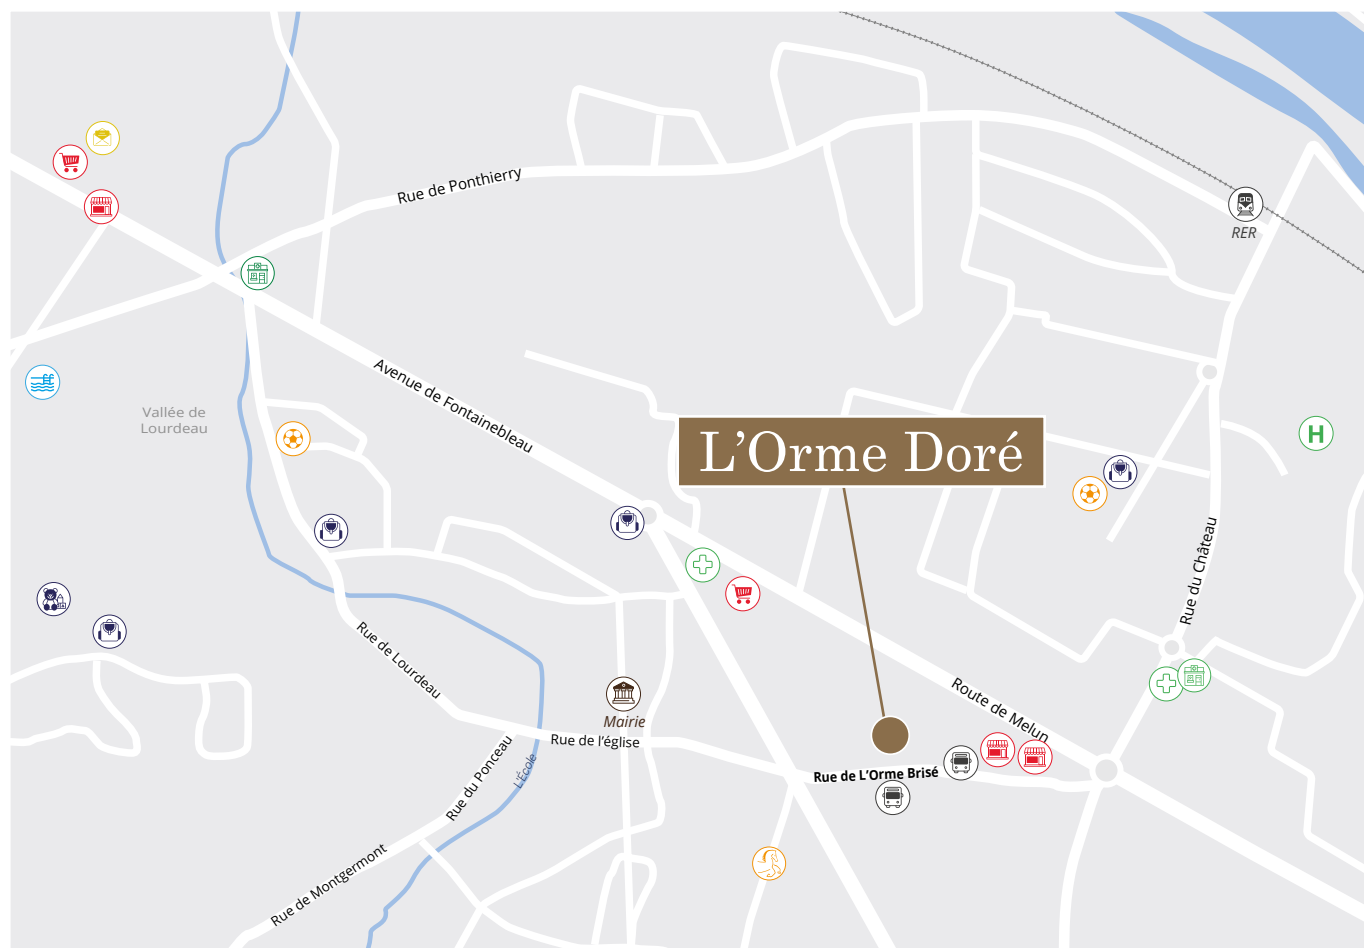 Rue de Ponthierry
RER
Avenue de Fontainebleau
Vallée de
Lourdeau
L'Orme Doré
H
Rue du Château
Rue de Lourdeau
Route de Melun
Mairie
Rue de l'église
Rue du Ponceau
L'École
Rue de L'Orme Brisé
Rue de Montgermont